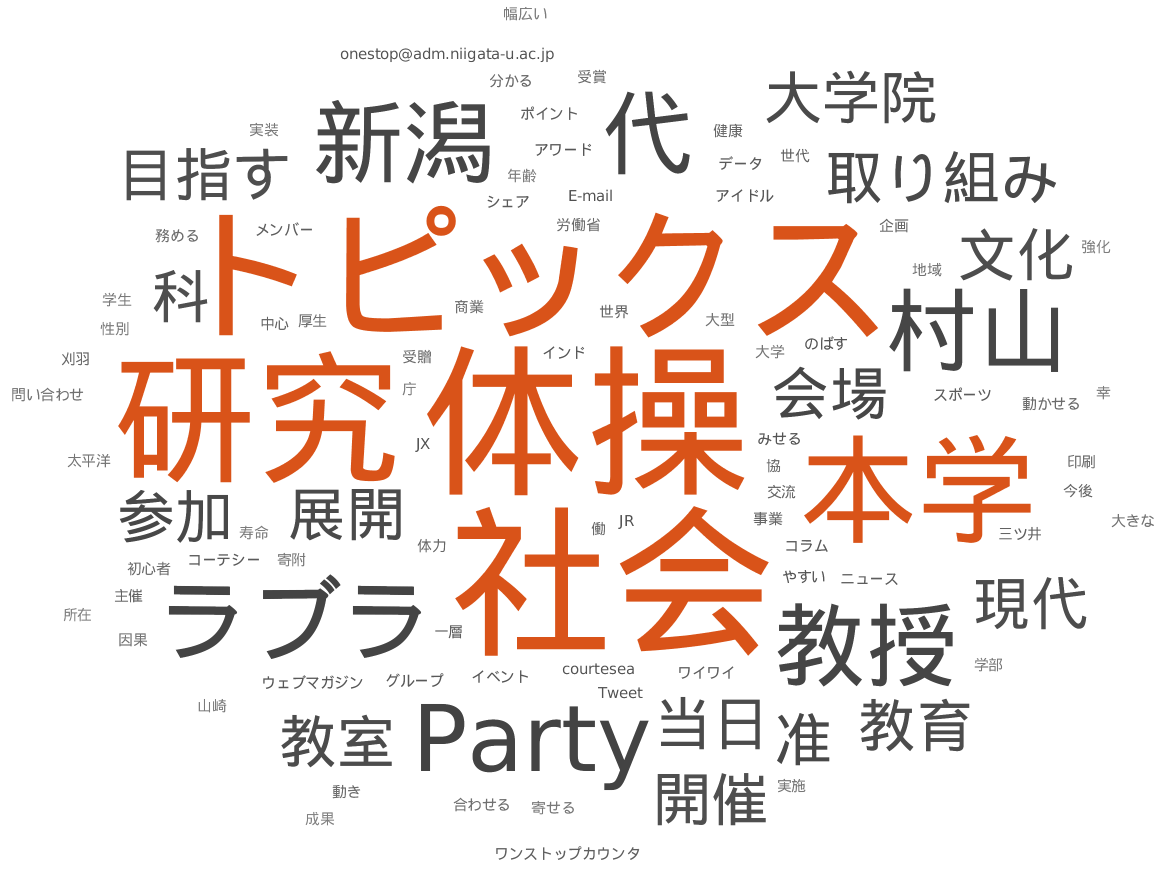 幅広い
onestop@adm.niigata-u.ac.jp
分かる
受賞
大学院
新潟
代
ポイント
実装
健康
アワード
データ
世代
目指す
取り組み
年齢
シェア
E-mail
アイドル
トピックス
務める
メンバー
労働省
企画
文化
強化
地域
科
学生
中心
厚生
商業
世界
大型
村山
性別
刈羽
研究
受贈
体操
インド
大学
のばす
問い合わせ
庁
会場
スポーツ
動かせる
幸
JX
みせる
本学
太平洋
協
印刷
参加
展開
交流
今後
寿命
働
JR
事業
大きな
三ツ井
コーテシー
寄附
体力
社会
コラム
初心者
やすい
ニュース
主催
ラブラ
教授
現代
所在
因果
一層
学部
ウェブマガジン
グループ
イベント
courtesea
ワイワイ
Tweet
山崎
教室
Party
当日
准
教育
動き
開催
実施
合わせる
寄せる
成果
ワンストップカウンタ